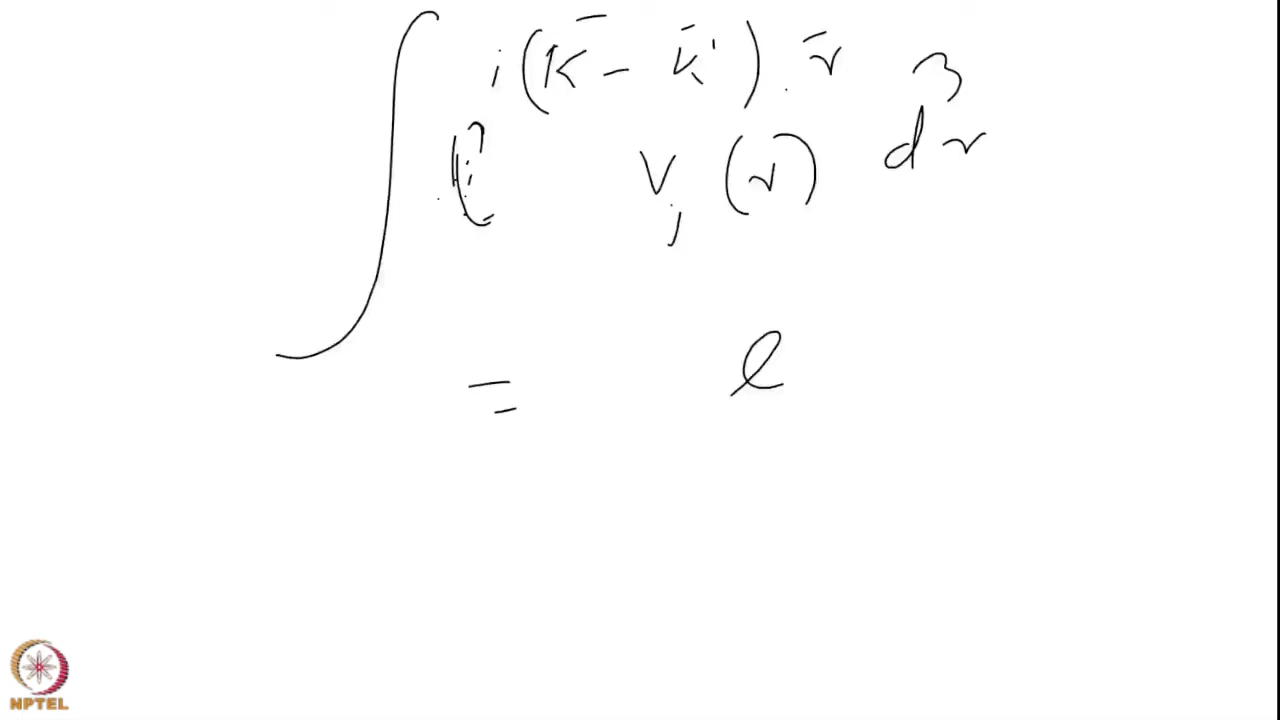 ∫ e^{i(k̄ - k̄') · r̄} V_j (r̄) d³r
= e
NPTEL